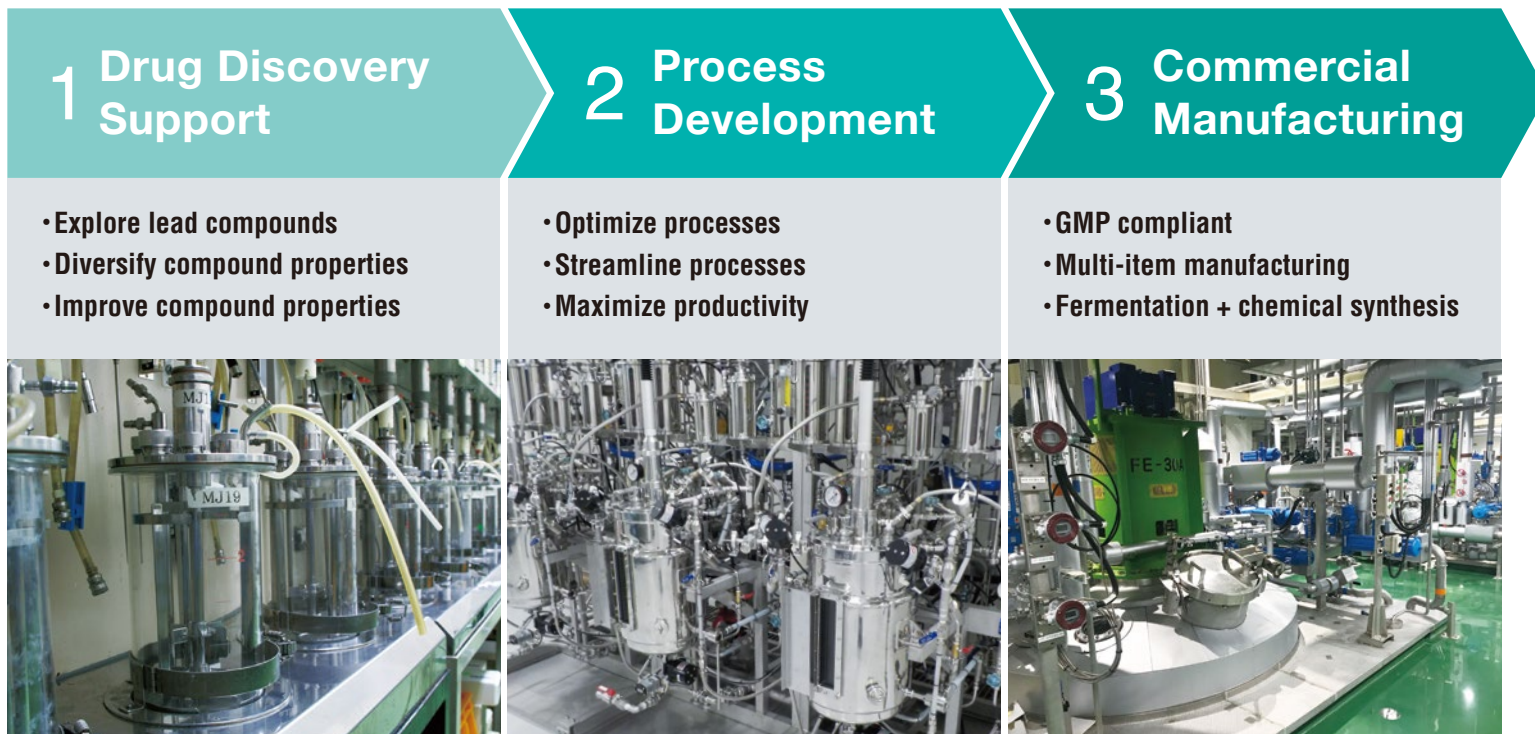 1 Drug Discovery
Support
2 Process
Development
3 Commercial
Manufacturing
・Explore lead compounds
・Diversify compound properties
・Improve compound properties
・Optimize processes
・Streamline processes
・Maximize productivity
・GMP compliant
・Multi-item manufacturing
・Fermentation + chemical synthesis
MJ19
FE-30A